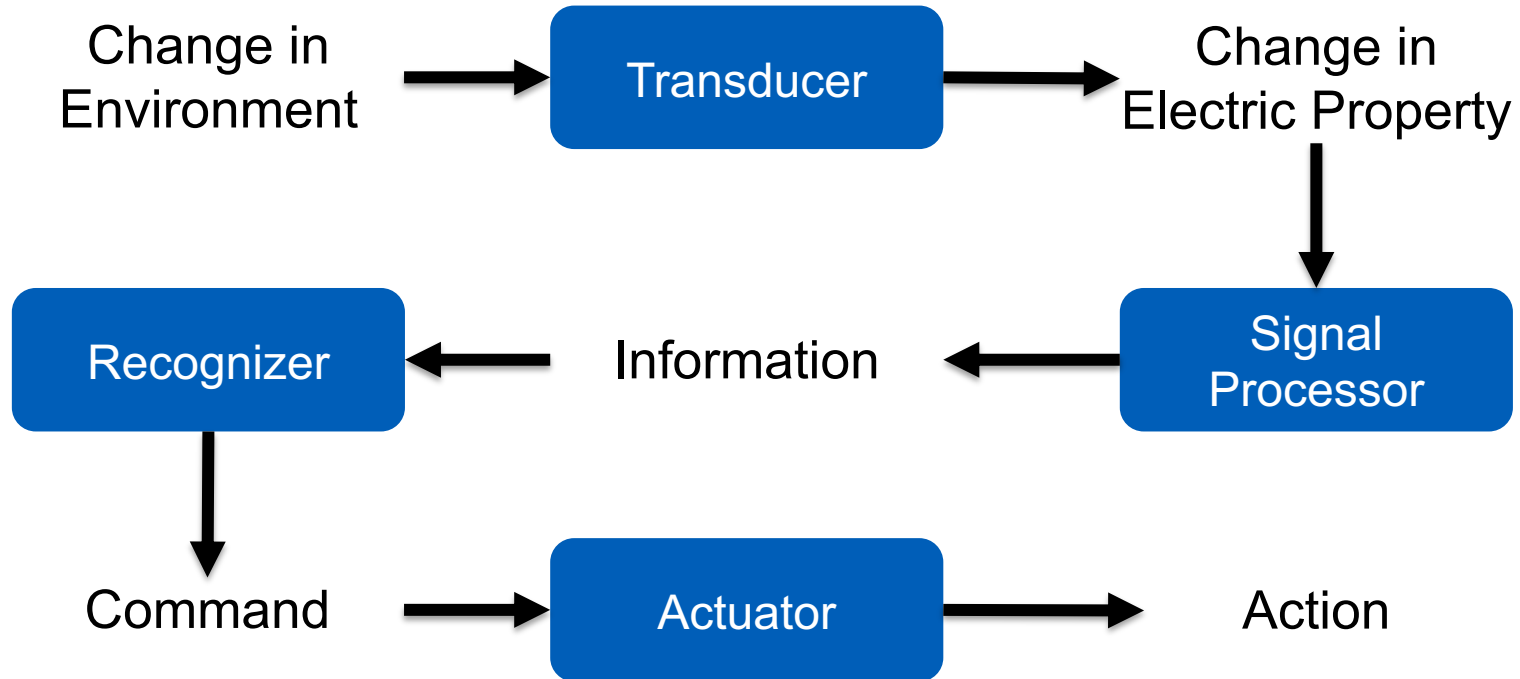 Change in
Environment
Transducer
Change in
Electric Property
Signal
Processor
Information
Recognizer
Command
Actuator
Action